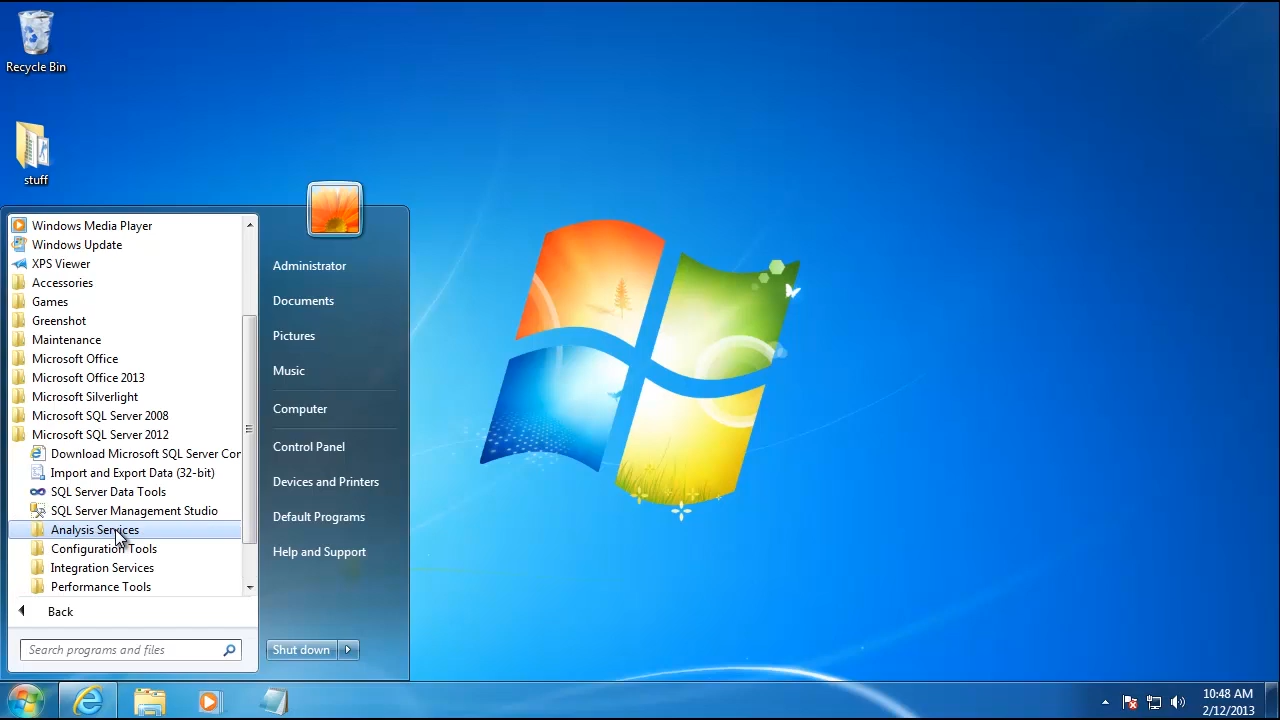 Recycle Bin
stuff
Windows Media Player
Windows Update
XPS Viewer
Accessories
Games
Greenshot
Maintenance
Microsoft Office
Microsoft Office 2013
Microsoft Silverlight
Microsoft SQL Server 2008
Microsoft SQL Server 2012
Download Microsoft SQL Server Con
Import and Export Data (32-bit)
SQL Server Data Tools
SQL Server Management Studio
Analysis Services
Configuration Tools
Integration Services
Performance Tools
Back
Search programs and files
Administrator
Documents
Pictures
Music
Computer
Control Panel
Devices and Printers
Default Programs
Help and Support
Shut down
10:48 AM
2/12/2013